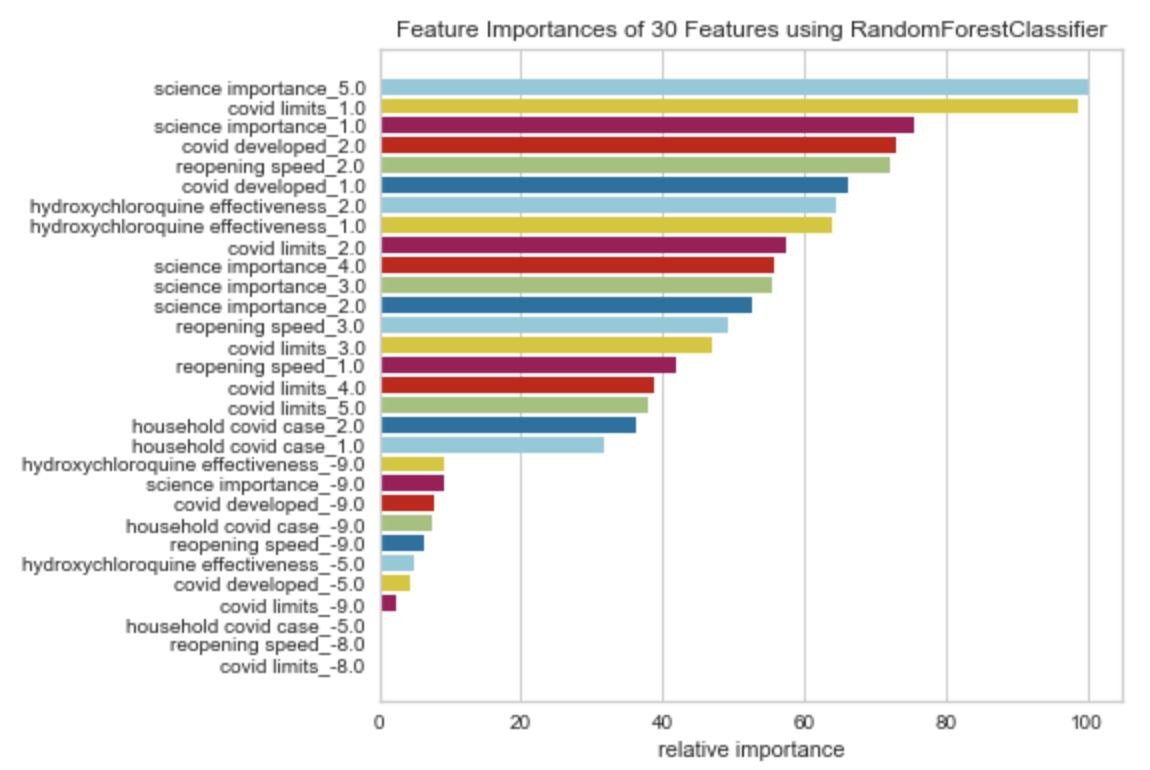 Feature Importances of 30 Features using RandomForestClassifier
science importance_5.0
covid limits_1.0
science importance_1.0
covid developed_2.0
reopening speed_2.0
covid developed_1.0
hydroxychloroquine effectiveness_2.0
hydroxychloroquine effectiveness_1.0
covid limits_2.0
science importance_4.0
science importance_3.0
science importance_2.0
reopening speed_3.0
covid limits_3.0
reopening speed_1.0
covid limits_4.0
covid limits_5.0
household covid case_2.0
household covid case_1.0
hydroxychloroquine effectiveness_-9.0
science importance_-9.0
covid developed_-9.0
household covid case_-9.0
reopening speed_-9.0
hydroxychloroquine effectiveness_-5.0
covid developed_-5.0
covid limits_-9.0
household covid case_-5.0
reopening speed_-8.0
covid limits_-8.0
0 20 40 60 80 100
relative importance